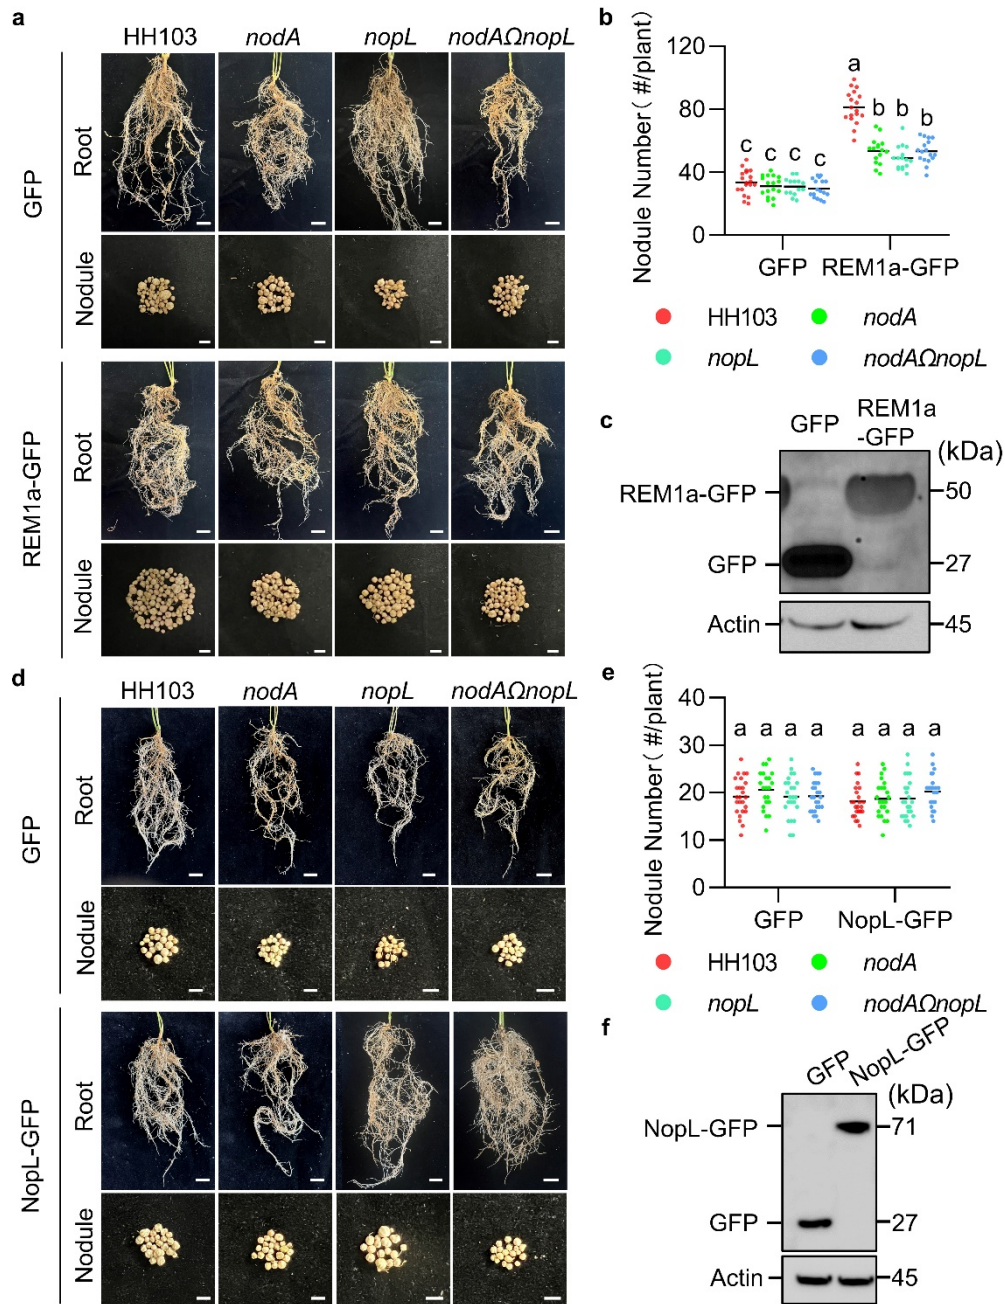 a
HH103 nodA nopL nodAΩnopL
GFP
Root
Nodule
REM1a-GFP
Root
Nodule
b
Nodule Number ( #/plant)
120
80
40
0
c c c c
a b b b
GFP REM1a-GFP
HH103 nodA
nopL nodAΩnopL
c
GFP REM1a
-GFP
(kDa)
REM1a-GFP 50
GFP 27
Actin 45
d
HH103 nodA nopL nodAΩnopL
GFP
Root
Nodule
NopL-GFP
Root
Nodule
e
Nodule Number ( #/plant)
40
30
20
10
0
a a a a a a a a
GFP NopL-GFP
HH103 nodA
nopL nodAΩnopL
f
GFP NopL-GFP
(kDa)
NopL-GFP 71
GFP 27
Actin 45